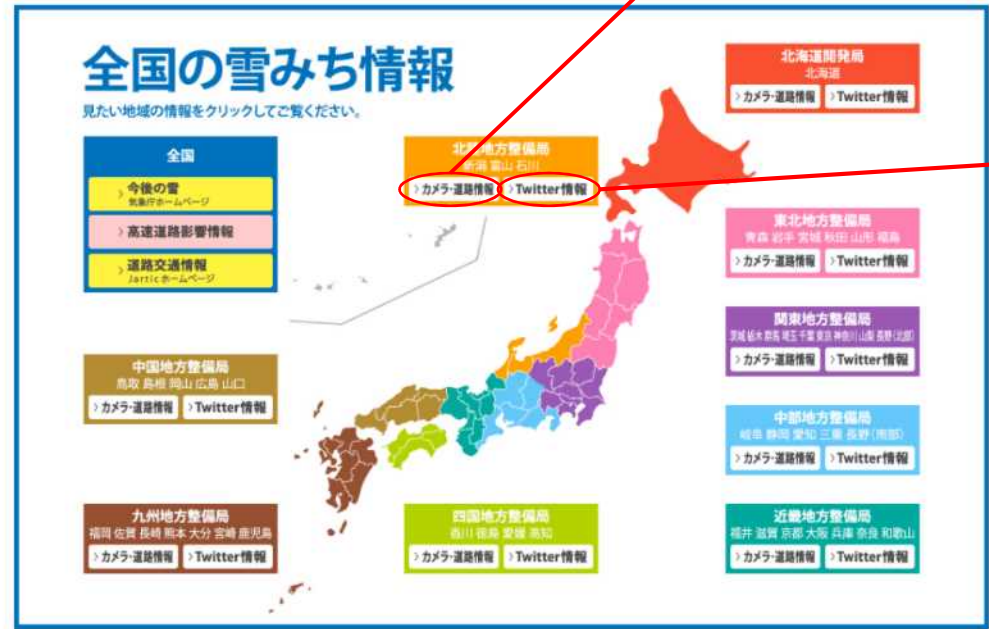 全国の雪みち情報
見たい地域の情報をクリックしてご覧ください。
全国
›今後の雪
気象庁ホームページ
›高速道路影響情報
›道路交通情報
Jarticホームページ
北陸地方整備局
新潟 富山 石川
›カメラ・道路情報 ›Twitter情報
北海道開発局
北海道
›カメラ・道路情報 ›Twitter情報
東北地方整備局
青森 岩手 宮城 秋田 山形 福島
›カメラ・道路情報 ›Twitter情報
関東地方整備局
茨城 栃木 群馬 埼玉 千葉 東京 神奈川 山梨 長野(北部)
›カメラ・道路情報 ›Twitter情報
中部地方整備局
岐阜 静岡 愛知 三重 長野(南部)
›カメラ・道路情報 ›Twitter情報
近畿地方整備局
福井 滋賀 京都 大阪 兵庫 奈良 和歌山
›カメラ・道路情報 ›Twitter情報
中国地方整備局
鳥取 島根 岡山 広島 山口
›カメラ・道路情報 ›Twitter情報
九州地方整備局
福岡 佐賀 長崎 熊本 大分 宮崎 鹿児島
›カメラ・道路情報 ›Twitter情報
四国地方整備局
香川 徳島 愛媛 高知
›カメラ・道路情報 ›Twitter情報